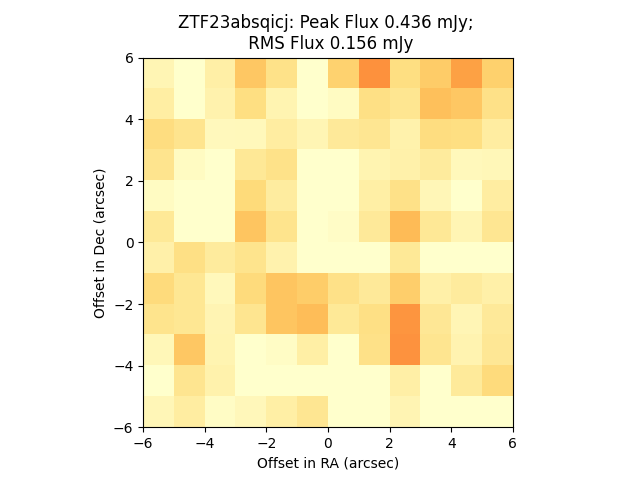 ZTF23absqicj: Peak Flux 0.436 mJy;
RMS Flux 0.156 mJy
6
4
2
0
−2
−4
−6
Offset in Dec (arcsec)
−6 −4 −2 0 2 4 6
Offset in RA (arcsec)